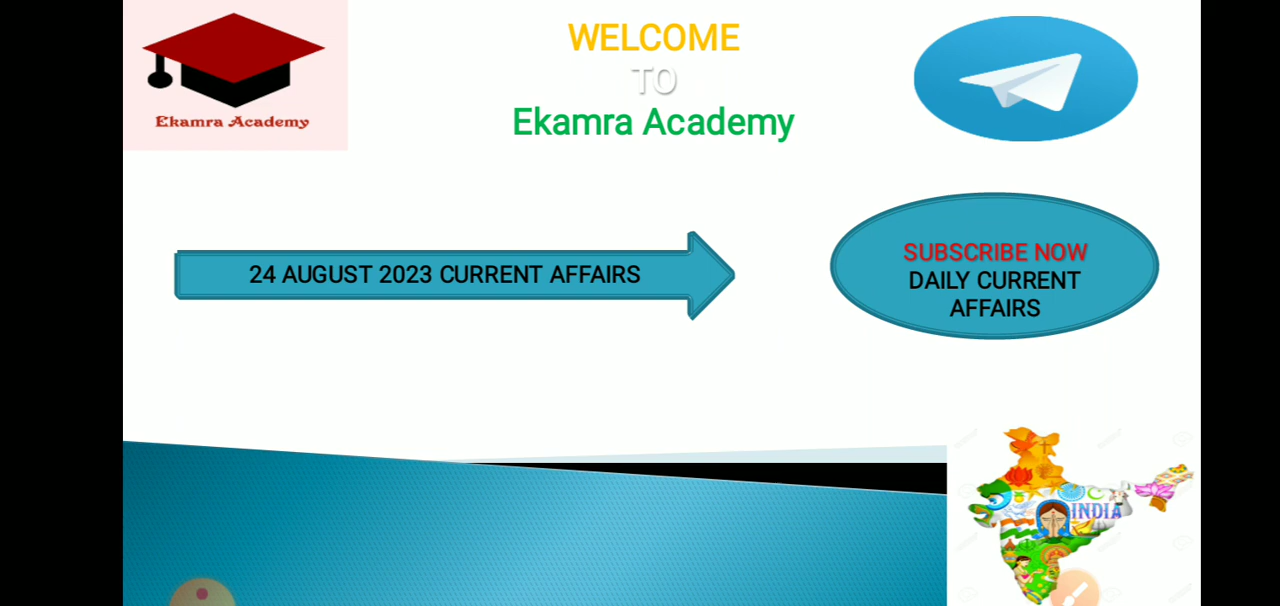 Ekamra Academy
WELCOME
TO
Ekamra Academy
24 AUGUST 2023 CURRENT AFFAIRS
SUBSCRIBE NOW
DAILY CURRENT
AFFAIRS
INDIA